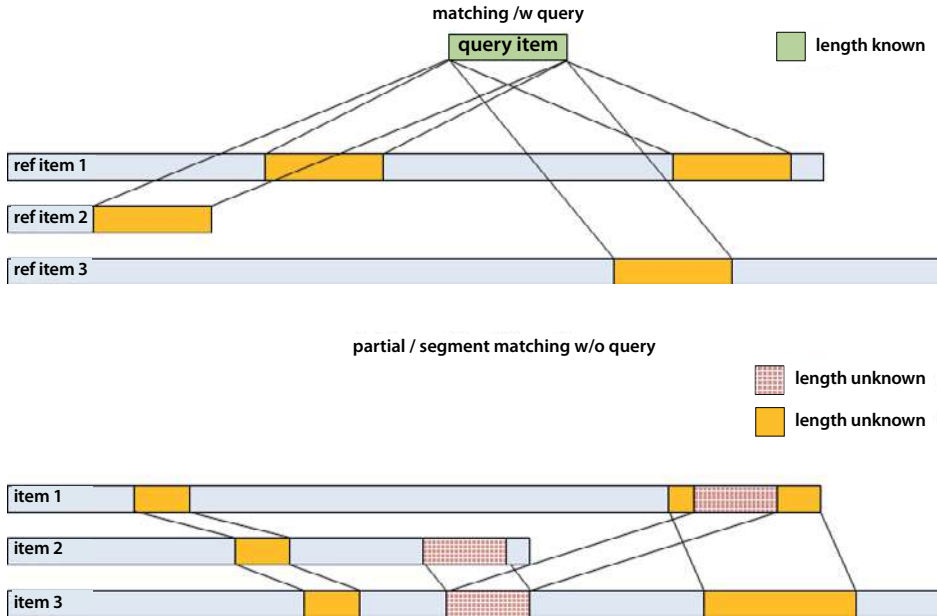 matching /w query
query item
length known
ref item 1
ref item 2
ref item 3
partial / segment matching w/o query
length unknown
length unknown
item 1
item 2
item 3